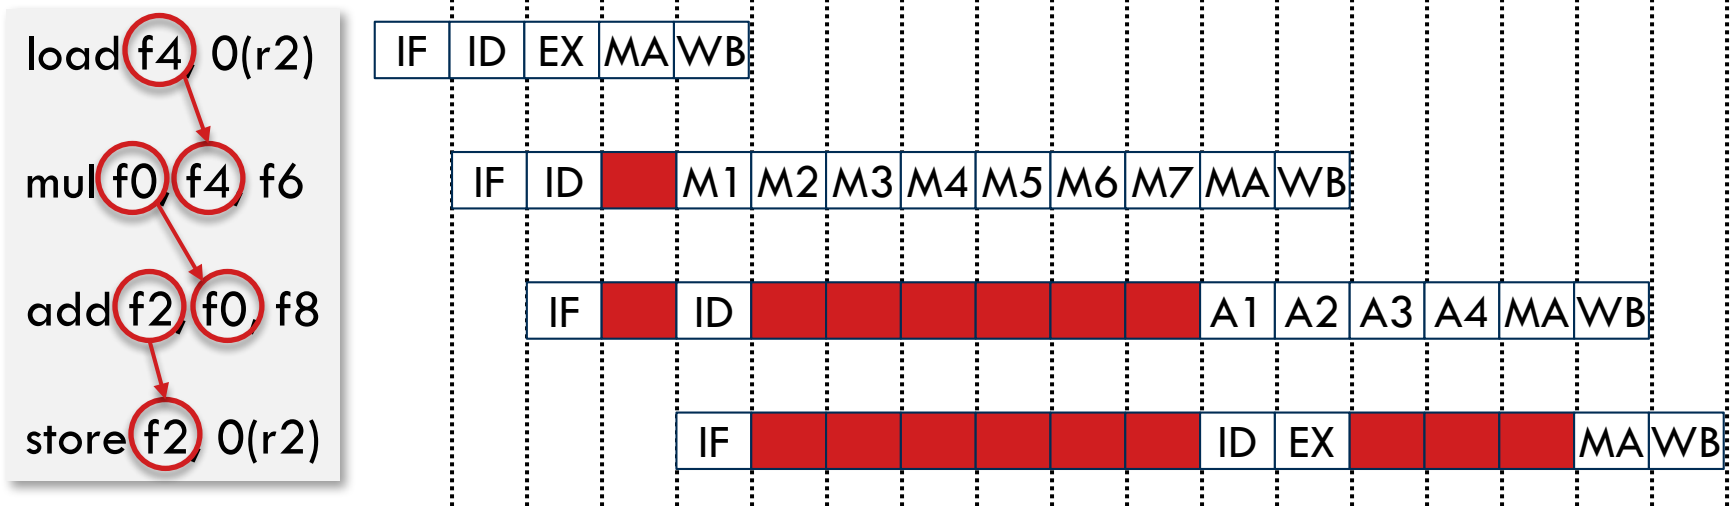 load f4, 0(r2) IF ID EX MA WB
mul f0, f4, f6 IF ID M1 M2 M3 M4 M5 M6 M7 MA WB
add f2, f0, f8 IF ID A1 A2 A3 A4 MA WB
store f2, 0(r2) IF ID EX MA WB